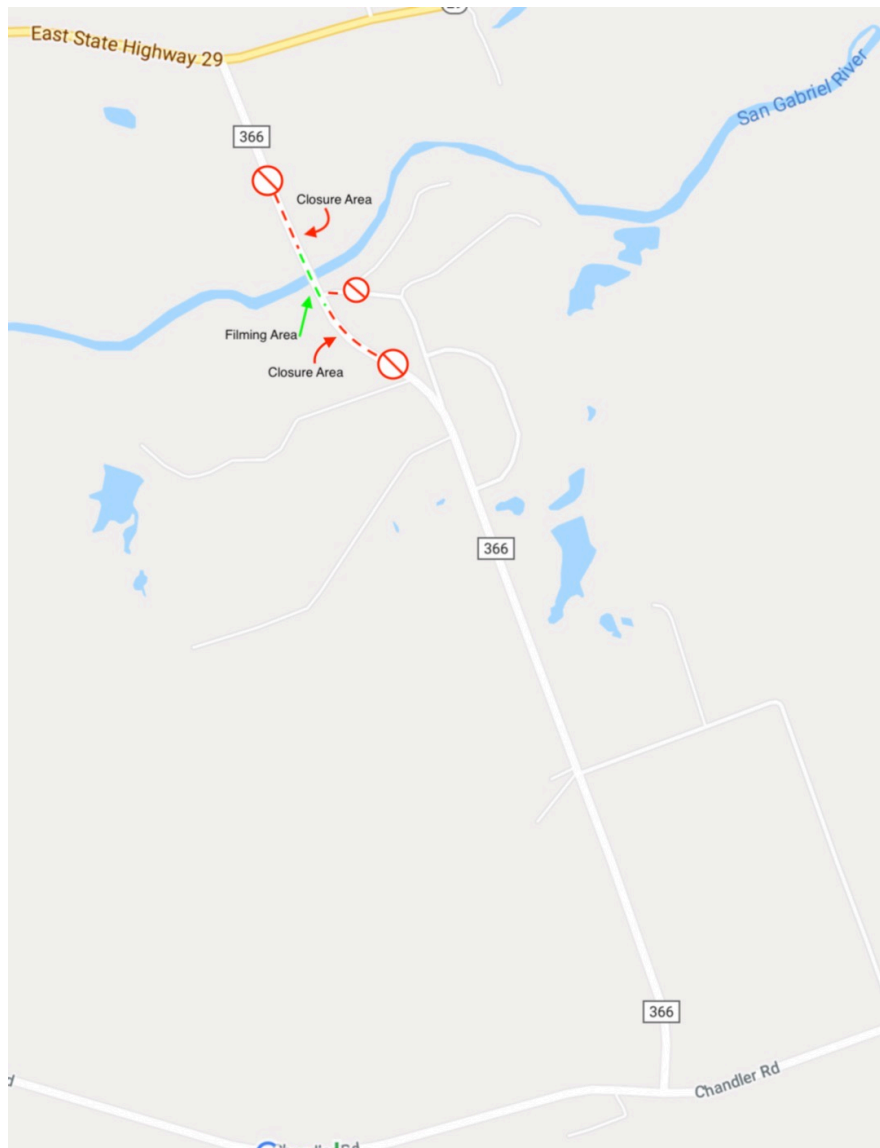 East State Highway 29
San Gabriel River
366
Closure Area
Filming Area
Closure Area
366
366
Chandler Rd